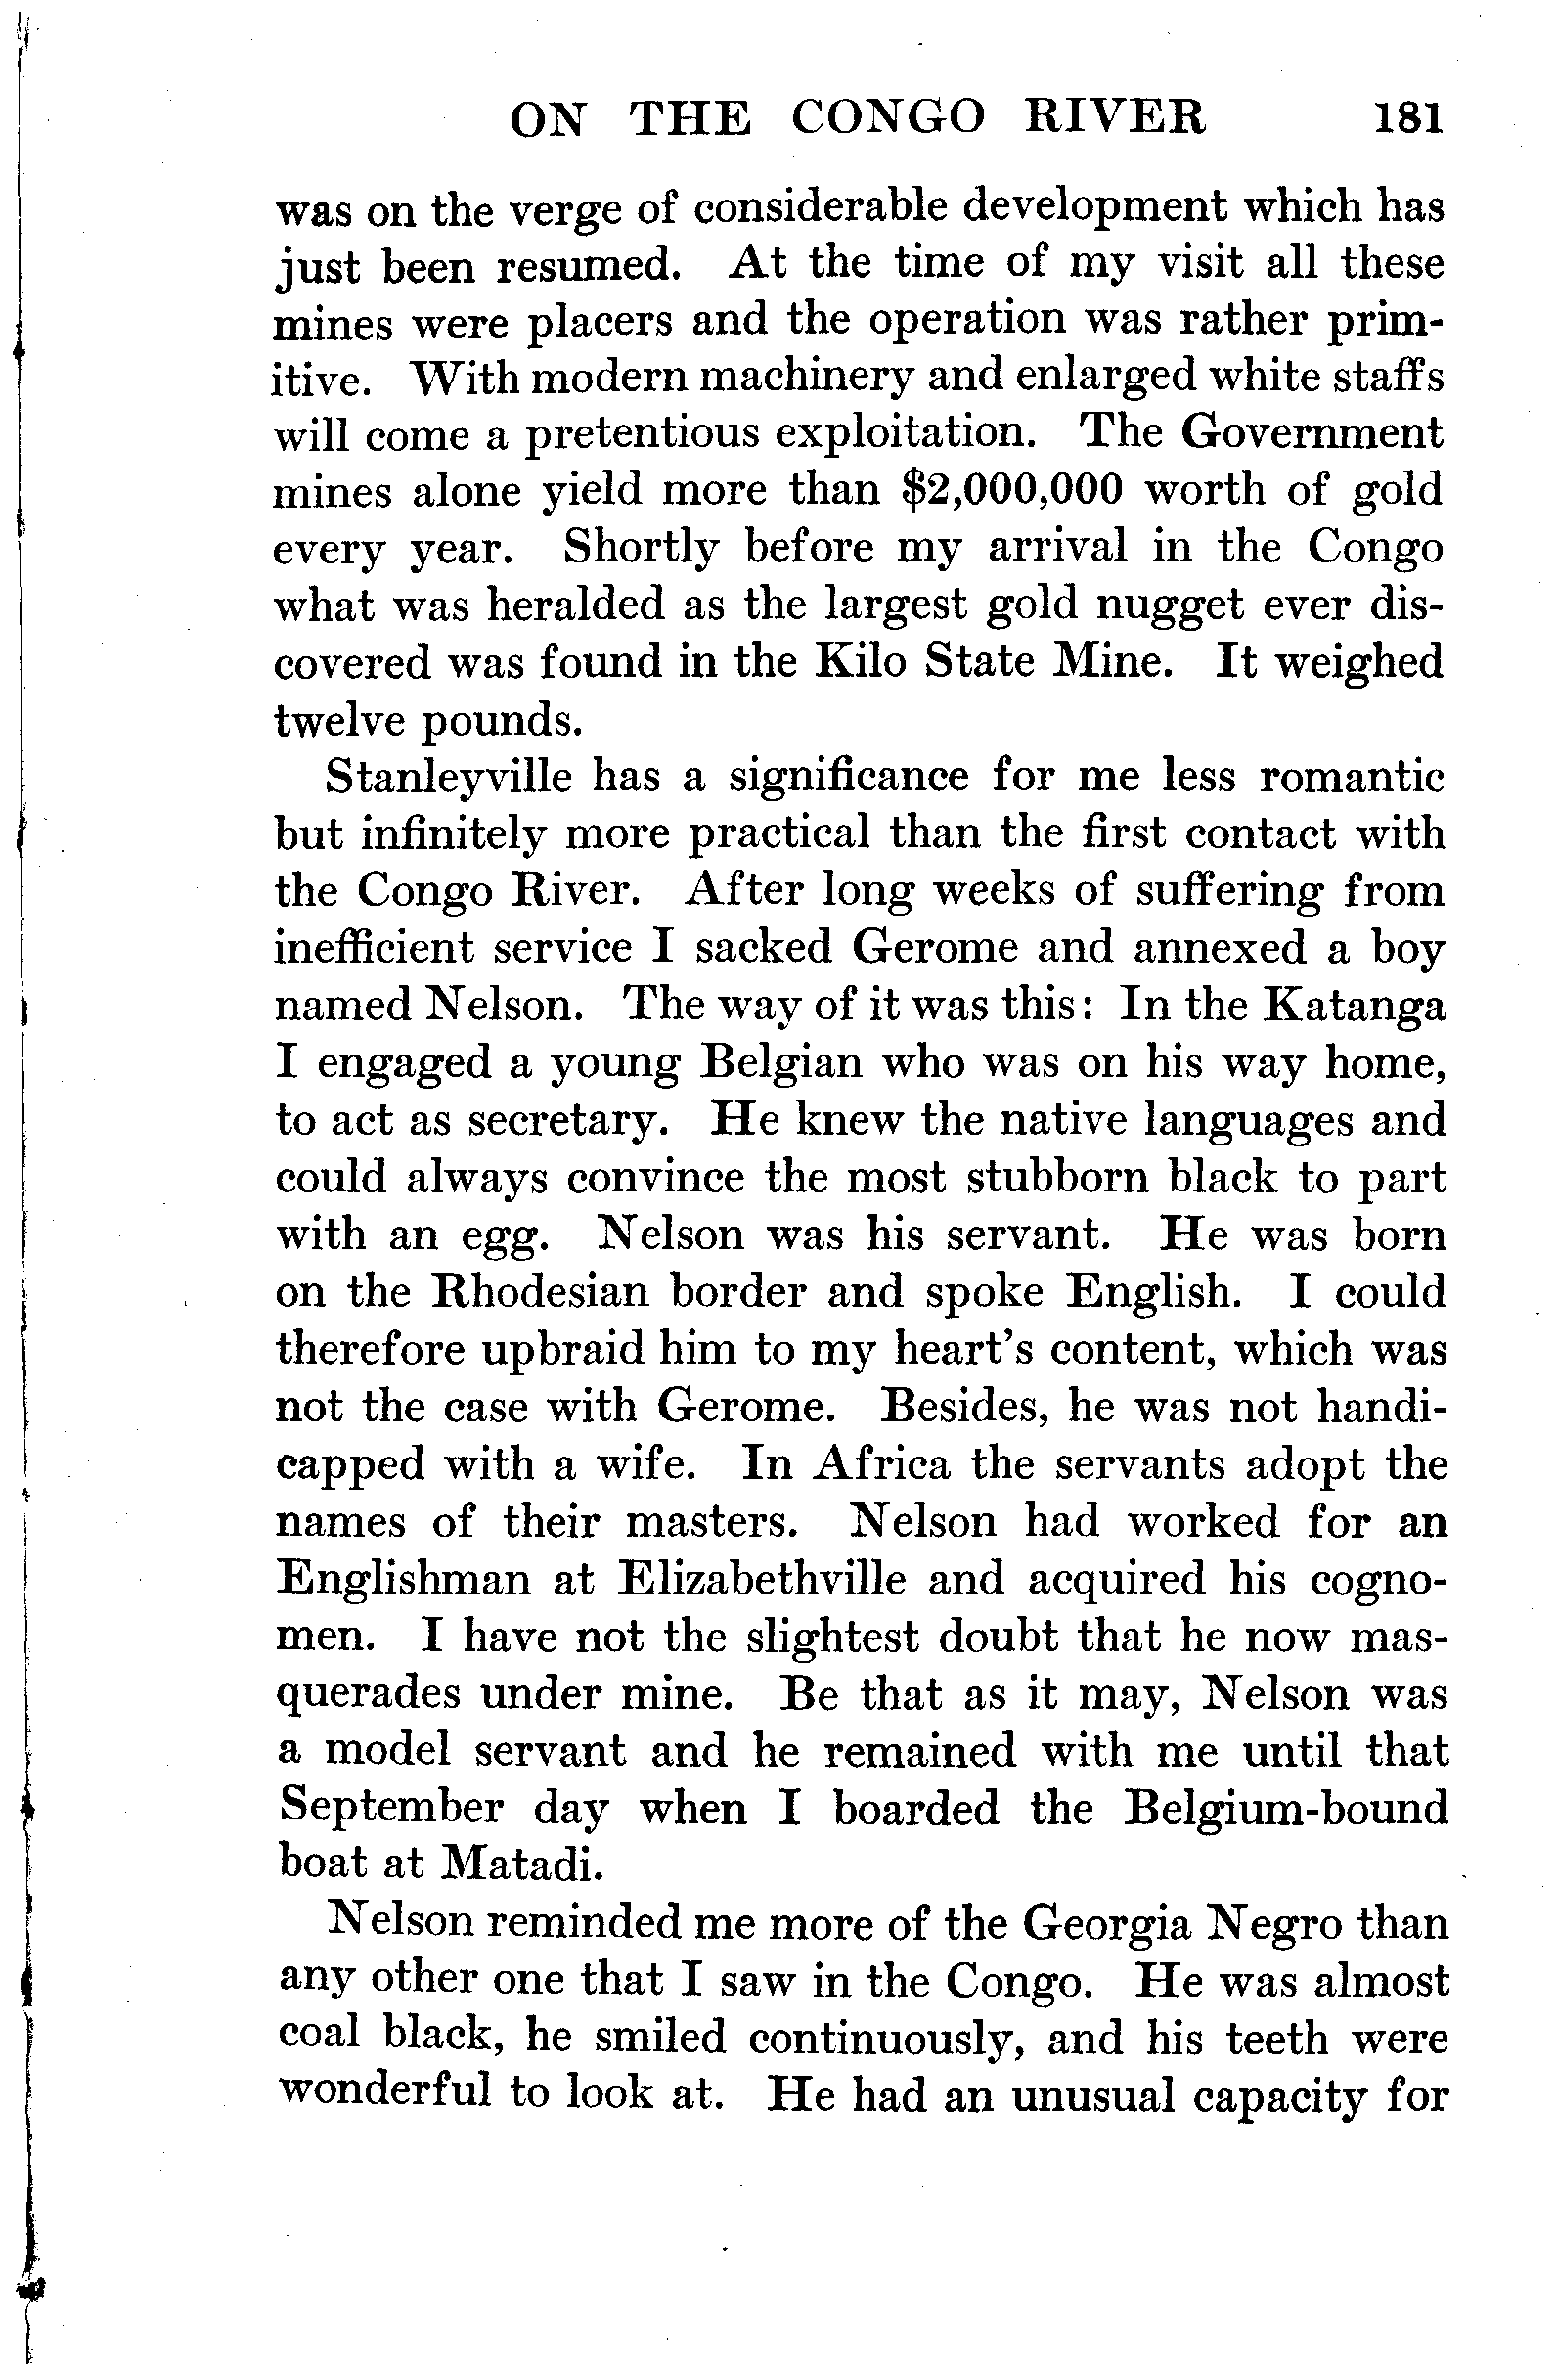 ON THE CONGO RIVER 181
was on the verge of considerable development which has
just been resumed. At the time of my visit all these
mines were placers and the operation was rather prim-
itive. With modern machinery and enlarged white staffs
will come a pretentious exploitation. The Government
mines alone yield more than $2,000,000 worth of gold
every year. Shortly before my arrival in the Congo
what was heralded as the largest gold nugget ever dis-
covered was found in the Kilo State Mine. It weighed
twelve pounds.
Stanleyville has a significance for me less romantic
but infinitely more practical than the first contact with
the Congo River. After long weeks of suffering from
inefficient service I sacked Gerome and annexed a boy
named Nelson. The way of it was this: In the Katanga
I engaged a young Belgian who was on his way home,
to act as secretary. He knew the native languages and
could always convince the most stubborn black to part
with an egg. Nelson was his servant. He was born
on the Rhodesian border and spoke English. I could
therefore upbraid him to my heart's content, which was
not the case with Gerome. Besides, he was not handi-
capped with a wife. In Africa the servants adopt the
names of their masters. Nelson had worked for an
Englishman at Elizabethville and acquired his cogno-
men. I have not the slightest doubt that he now mas-
querades under mine. Be that as it may, Nelson was
a model servant and he remained with me until that
September day when I boarded the Belgium-bound
boat at Matadi.
Nelson reminded me more of the Georgia Negro than
any other one that I saw in the Congo. He was almost
coal black, he smiled continuously, and his teeth were
wonderful to look at. He had an unusual capacity for